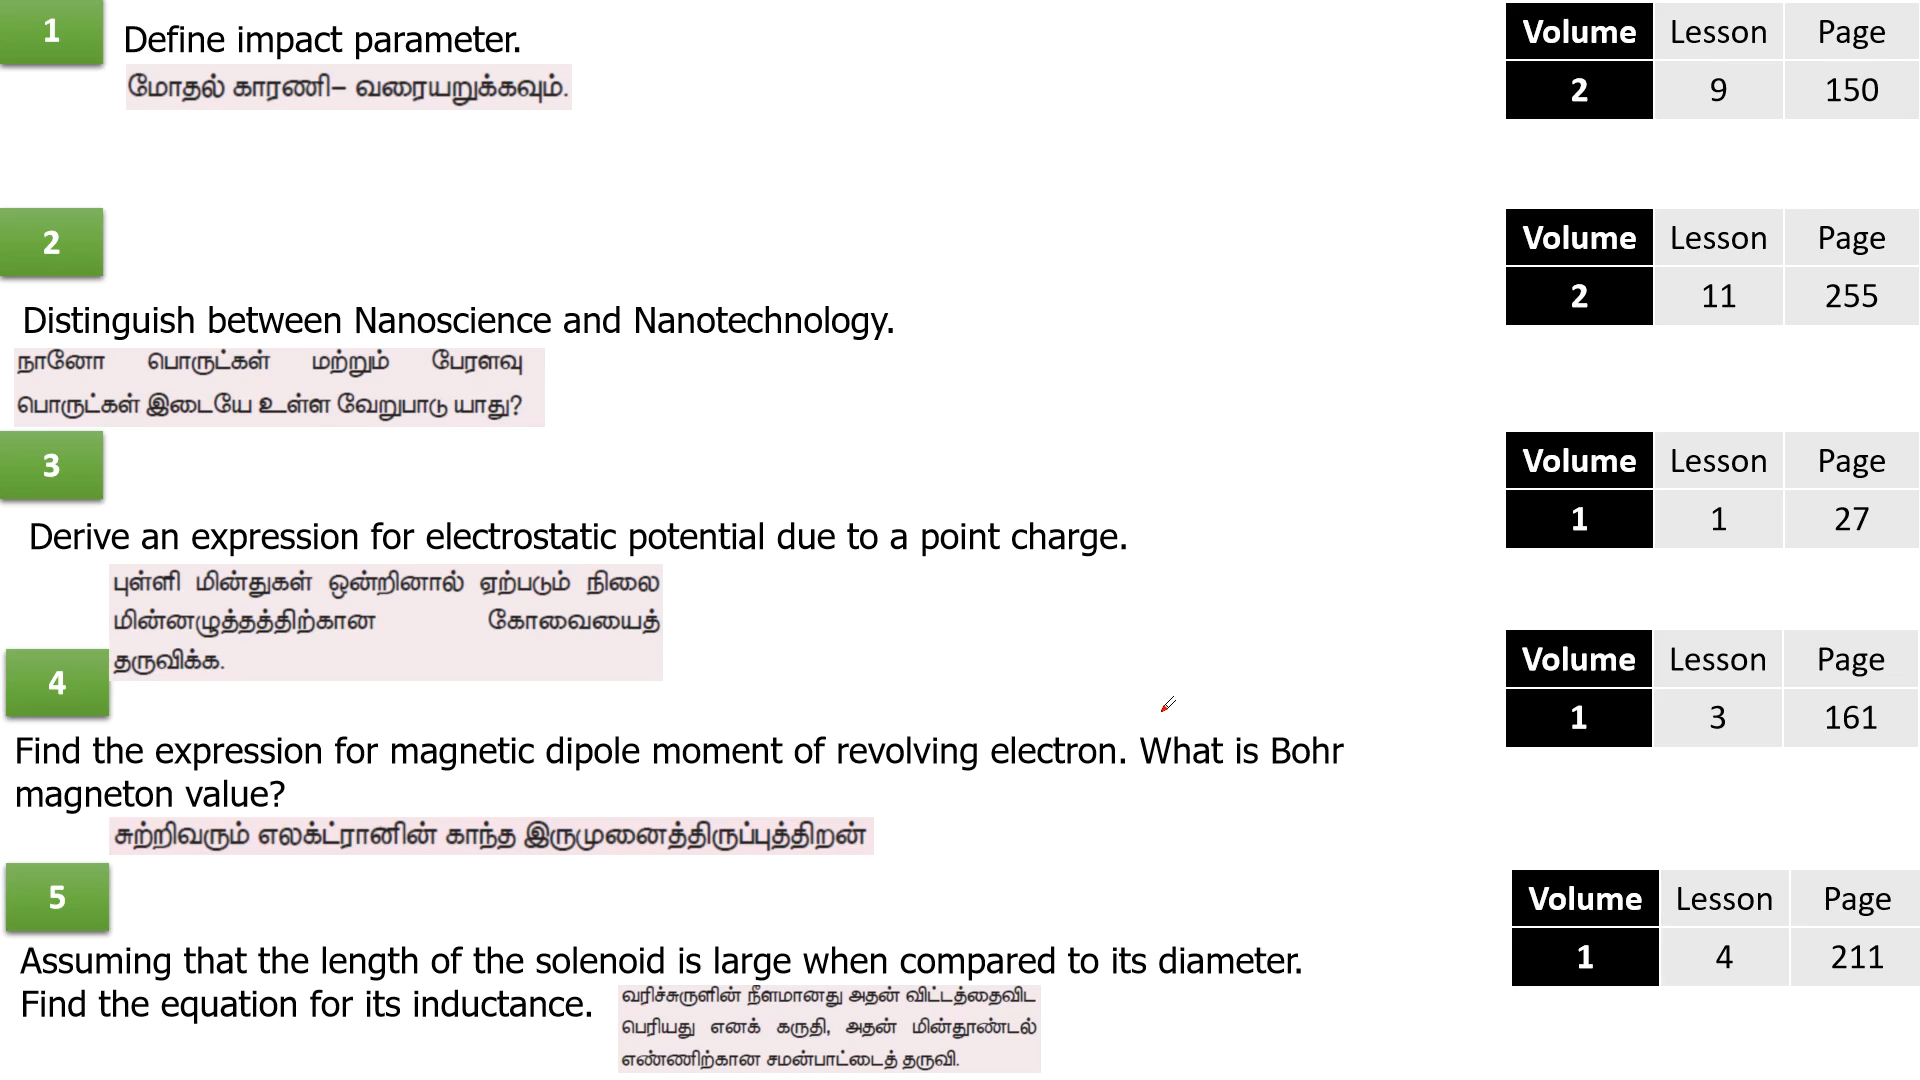 1
Define impact parameter.
மோதல் காரணி– வரையறுக்கவும்.
Volume Lesson Page
2 9 150
2
Distinguish between Nanoscience and Nanotechnology.
நானோ பொருட்கள் மற்றும் பேரளவு
பொருட்கள் இடையே உள்ள வேறுபாடு யாது?
Volume Lesson Page
2 11 255
3
Derive an expression for electrostatic potential due to a point charge.
புள்ளி மின்துகள் ஒன்றினால் ஏற்படும் நிலை
மின்னழுத்தத்திற்கான கோவையைத்
தருவிக்க.
Volume Lesson Page
1 1 27
4
Find the expression for magnetic dipole moment of revolving electron. What is Bohr
magneton value?
சுற்றிவரும் எலக்ட்ரானின் காந்த இருமுனைத்திருப்புத்திறன்
Volume Lesson Page
1 3 161
5
Assuming that the length of the solenoid is large when compared to its diameter.
Find the equation for its inductance.
வரிச்சுருளின் நீளமானது அதன் விட்டத்தைவிட
பெரியது எனக் கருதி, அதன் மின்தூண்டல்
எண்ணிற்கான சமன்பாட்டைத் தருவி.
Volume Lesson Page
1 4 211